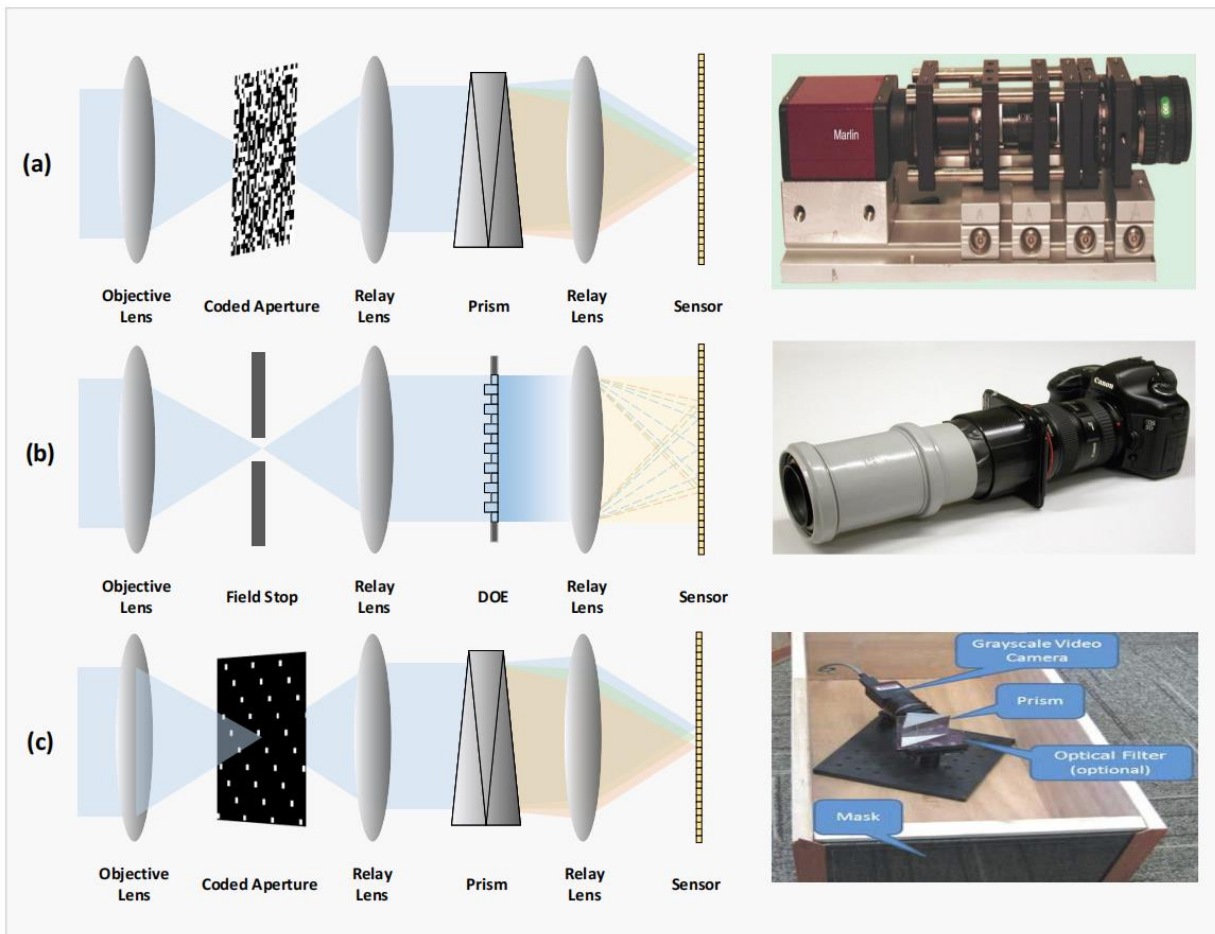 (a)
Objective
Lens
Coded Aperture
Relay
Lens
Prism
Relay
Lens
Sensor
Marlin
(b)
Objective
Lens
Field Stop
Relay
Lens
DOE
Relay
Lens
Sensor
Canon
(c)
Objective
Lens
Coded Aperture
Relay
Lens
Prism
Relay
Lens
Sensor
Grayscale Video
Camera
Prism
Optical Filter
(optional)
Mask